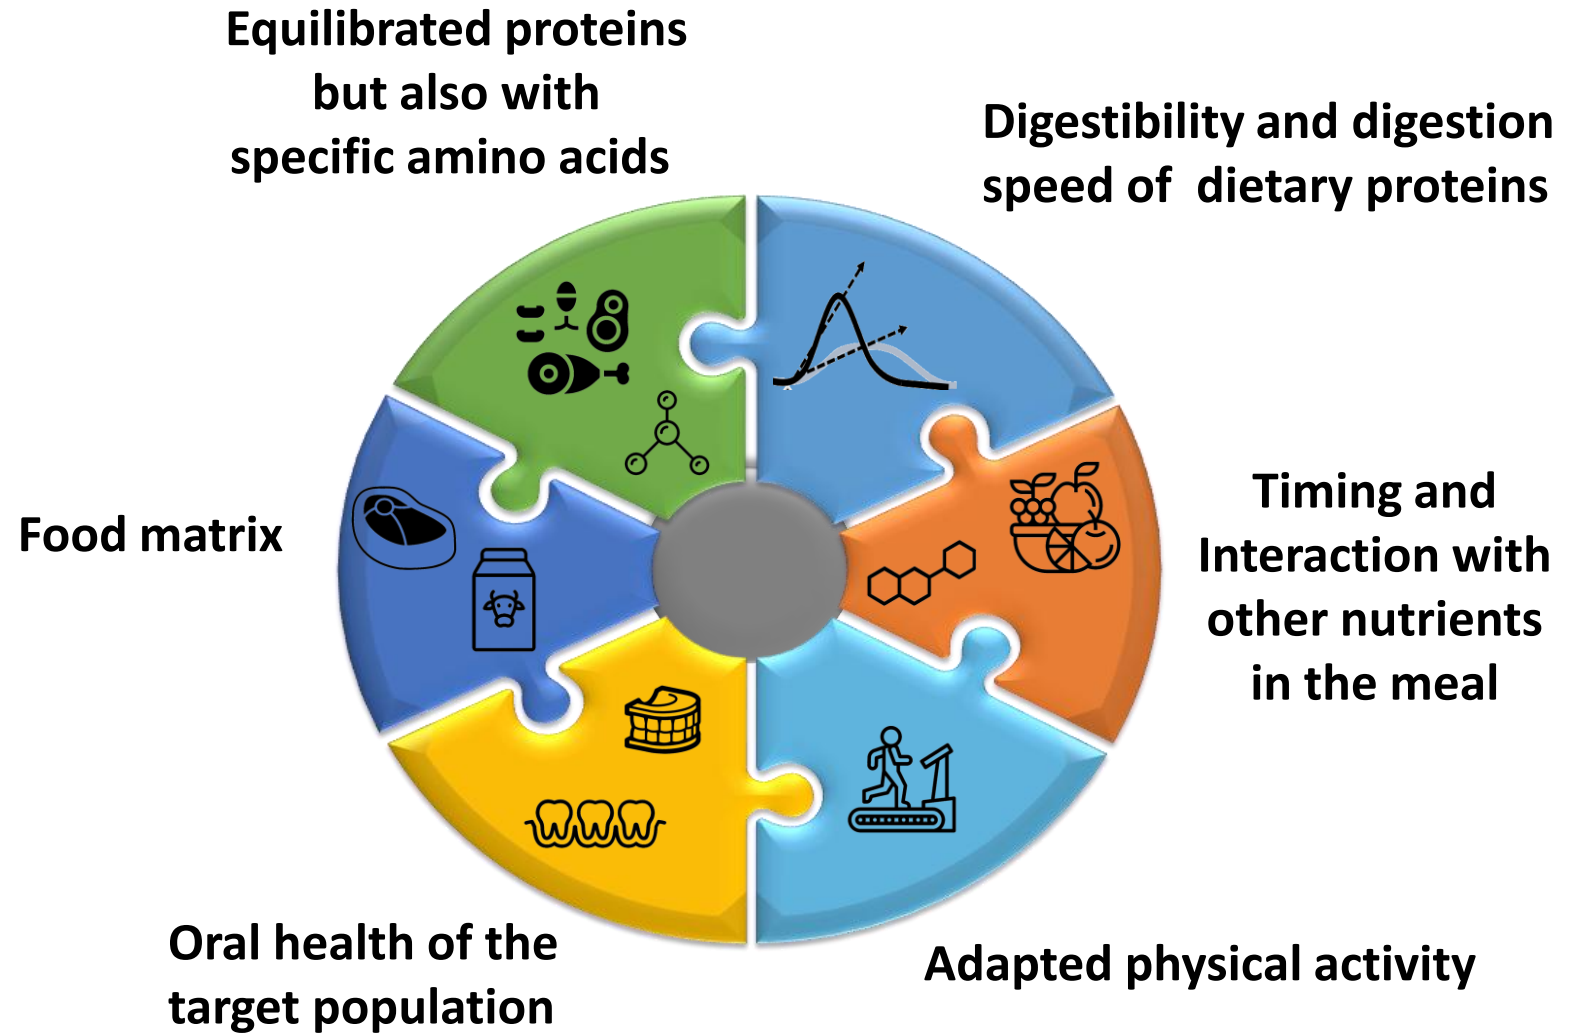 Equilibrated proteins
but also with
specific amino acids
Digestibility and digestion
speed of  dietary proteins
Food matrix
Timing and
Interaction with
other nutrients
in the meal
Oral health of the
target population
Adapted physical activity